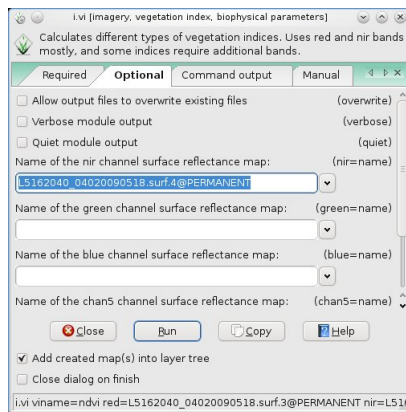 i.vi [imagery, vegetation index, biophysical parameters]
Calculates different types of vegetation indices. Uses red and nir bands
mostly, and some indices require additional bands.
Required Optional Command output Manual
Allow output files to overwrite existing files (overwrite)
Verbose module output (verbose)
Quiet module output (quiet)
Name of the nir channel surface reflectance map: (nir=name)
L5162040_04020090518.surf.4@PERMANENT
Name of the green channel surface reflectance map: (green=name)
Name of the blue channel surface reflectance map: (blue=name)
Name of the chan5 channel surface reflectance map: (chan5=name)
Close Run Copy Help
Add created map(s) into layer tree
Close dialog on finish
i.vi viname=ndvi red=L5162040_04020090518.surf.3@PERMANENT nir=L516